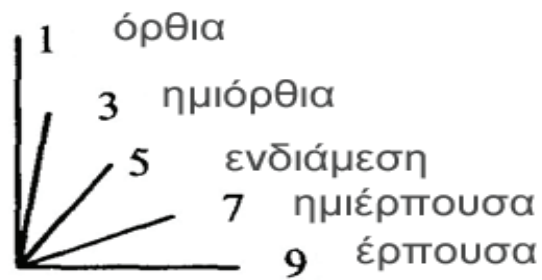 1 όρθια
3 ημιόρθια
5 ενδιάμεση
7 ημιέρπουσα
9 έρπουσα